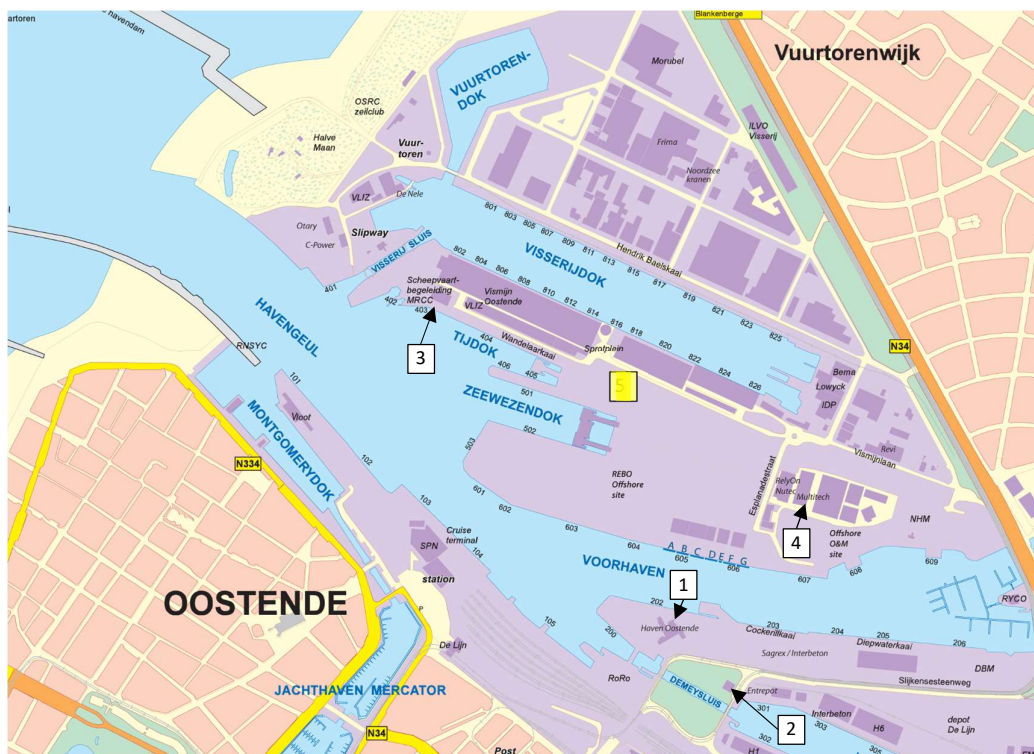 Blankenberge
havendam
Vuurtorenwijk
VUURTOREN-
DOK
Morubel
OSRC
zeilclub
ILVO
Visserij
Halve
Maan
Vuur-
toren
Frima
Noordzee
kranen
VLIZ
De Nele
Otary
C-Power
Slipway
VISSERIJ SLUIS
801
803
805
807
809
811
813
815
817
819
821
823
825
VISSERIJDOK
Hendrik Baelskaai
802
804
806
808
810
812
814
816
818
820
822
824
826
Scheepvaart-
begeleiding
MRCC
Vismijn
Oostende
VLIZ
401
402
403
HAVENGEUL
3
TIJDOK
404
Wandelaarkaai
Sprotplein
N34
RNSYC
406
405
5
Bema
Lowyck
IDP
101
501
ZEEWEZENDOK
502
503
Vloot
MONTGOMERYDOK
N334
102
Revi
Vismijnlaan
REBO
Offshore
site
Esplanadestraat
RelyOn
Nutec
Multitech
601
602
603
604
103
NHM
4
Offshore
O&M
site
Cruise
terminal
SPN
104
A B C D E F G
605
606
607
608
609
station
VOORHAVEN
1
OOSTENDE
202
RYCO
P
200
Haven Oostende
203
Cockerillkaai
204
205
Diepwaterkaai
206
105
De Lijn
Sagrex / Interbeton
DBM
RoRo
Slijkensesteenweg
JACHTHAVEN MERCATOR
DEMEYSLUIS
Entrepot
301
Interbeton
303
H6
depot
De Lijn
2
N34
302
305
Post
H1